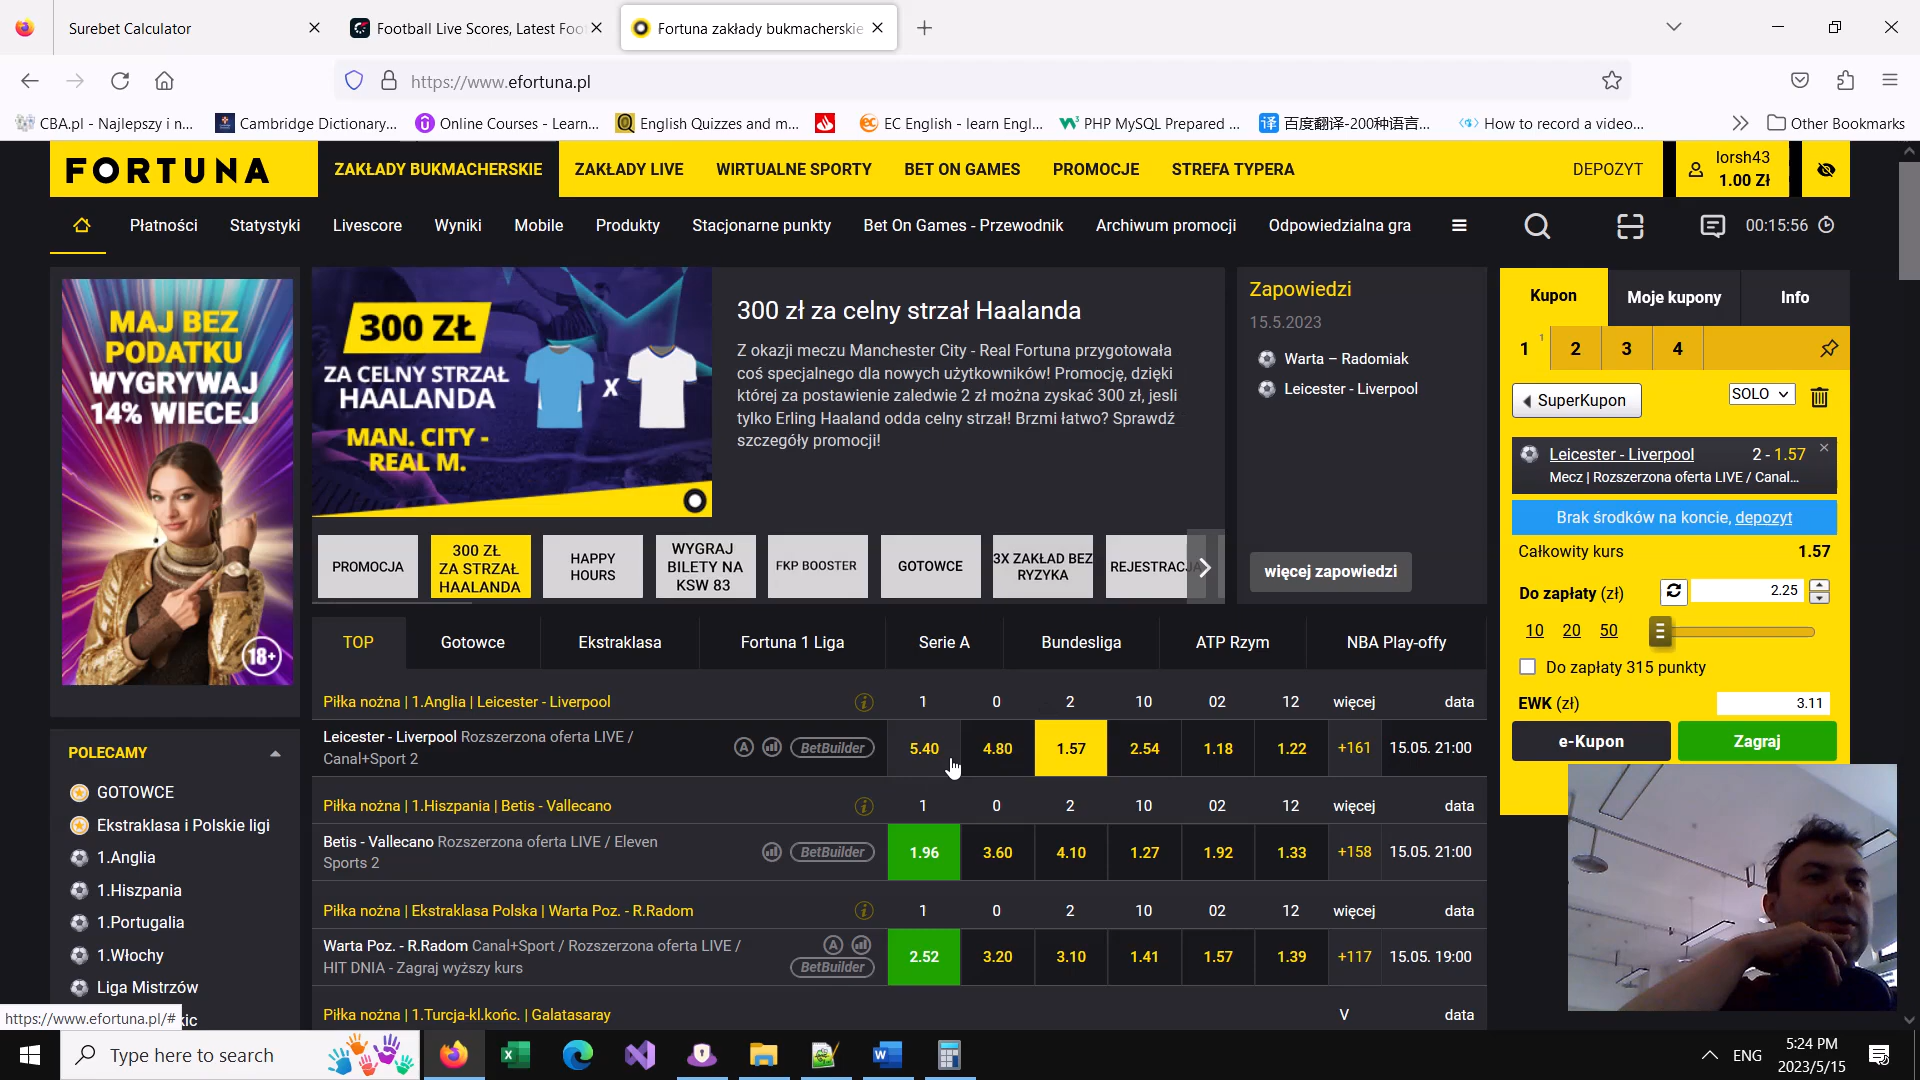 Surebet Calculator
Football Live Scores, Latest Foo
Fortuna zakłady bukmacherskie
https://www.efortuna.pl
CBA.pl - Najlepszy i n...
Cambridge Dictionary...
Online Courses - Learn...
English Quizzes and m...
EC English - learn Engl...
PHP MySQL Prepared ...
百度翻译-200种语言...
How to record a video...
Other Bookmarks
FORTUNA
ZAKŁADY BUKMACHERSKIE
ZAKŁADY LIVE
WIRTUALNE SPORTY
BET ON GAMES
PROMOCJE
STREFA TYPERA
DEPOZYT
lorsh43
1.00 Zł
Płatności
Statystyki
Livescore
Wyniki
Mobile
Produkty
Stacjonarne punkty
Bet On Games - Przewodnik
Archiwum promocji
Odpowiedzialna gra
00:15:56
MAJ BEZ
PODATKU
WYGRYWAJ
14% WIECEJ
18+
300 ZŁ
ZA CELNY STRZAŁ
HAALANDA
X
MAN. CITY -
REAL M.
300 zł za celny strzał Haalanda
Z okazji meczu Manchester City - Real Fortuna przygotowała
coś specjalnego dla nowych użytkowników! Promocję, dzięki
której za postawienie zaledwie 2 zł można zyskać 300 zł, jesli
tylko Erling Haaland odda celny strzał! Brzmi łatwo? Sprawdź
szczegóły promocji!
PROMOCJA
300 ZŁ
ZA STRZAŁ
HAALANDA
HAPPY
HOURS
WYGRAJ
BILETY NA
KSW 83
FKP BOOSTER
GOTOWCE
3X ZAKŁAD BEZ
RYZYKA
REJESTRACJ
Zapowiedzi
15.5.2023
Warta – Radomiak
Leicester - Liverpool
więcej zapowiedzi
Kupon
Moje kupony
Info
1 1 2 3 4
SuperKupon
SOLO
Leicester - Liverpool 2 - 1.57
Mecz | Rozszerzona oferta LIVE / Canal...
Brak środków na koncie, depozyt
Całkowity kurs 1.57
Do zapłaty (zł) 2.25
10 20 50
Do zapłaty 315 punkty
EWK (zł) 3.11
e-Kupon
Zagraj
TOP
Gotowce
Ekstraklasa
Fortuna 1 Liga
Serie A
Bundesliga
ATP Rzym
NBA Play-offy
Piłka nożna | 1.Anglia | Leicester - Liverpool 1 0 2 10 02 12 więcej data
Leicester - Liverpool Rozszerzona oferta LIVE /
Canal+Sport 2
A BetBuilder 5.40 4.80 1.57 2.54 1.18 1.22 +161 15.05. 21:00
Piłka nożna | 1.Hiszpania | Betis - Vallecano 1 0 2 10 02 12 więcej data
Betis - Vallecano Rozszerzona oferta LIVE / Eleven
Sports 2
BetBuilder 1.96 3.60 4.10 1.27 1.92 1.33 +158 15.05. 21:00
Piłka nożna | Ekstraklasa Polska | Warta Poz. - R.Radom 1 0 2 10 02 12 więcej data
Warta Poz. - R.Radom Canal+Sport / Rozszerzona oferta LIVE /
HIT DNIA - Zagraj wyższy kurs
A BetBuilder 2.52 3.20 3.10 1.41 1.57 1.39 +117 15.05. 19:00
Piłka nożna | 1.Turcja-kl.końc. | Galatasaray V data
POLECAMY
GOTOWCE
Ekstraklasa i Polskie ligi
1.Anglia
1.Hiszpania
1.Portugalia
1.Włochy
Liga Mistrzów
https://www.efortuna.pl/#
Type here to search
ENG
5:24 PM
2023/5/15